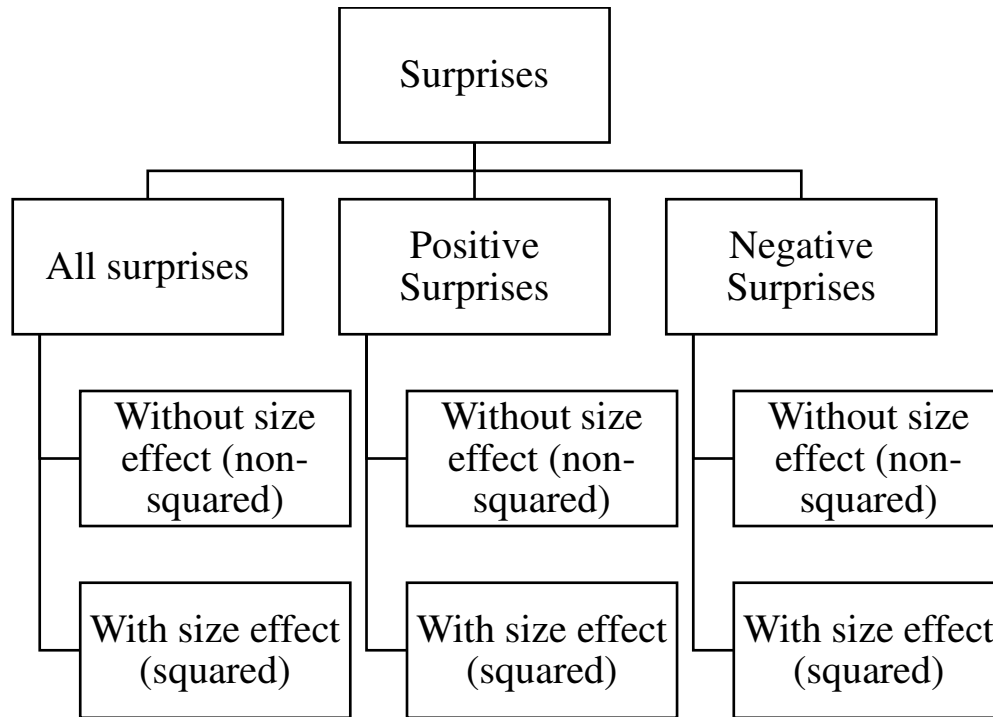 Surprises
All surprises
Positive
Surprises
Negative
Surprises
Without size
effect (non-
squared)
Without size
effect (non-
squared)
Without size
effect (non-
squared)
With size effect
(squared)
With size effect
(squared)
With size effect
(squared)